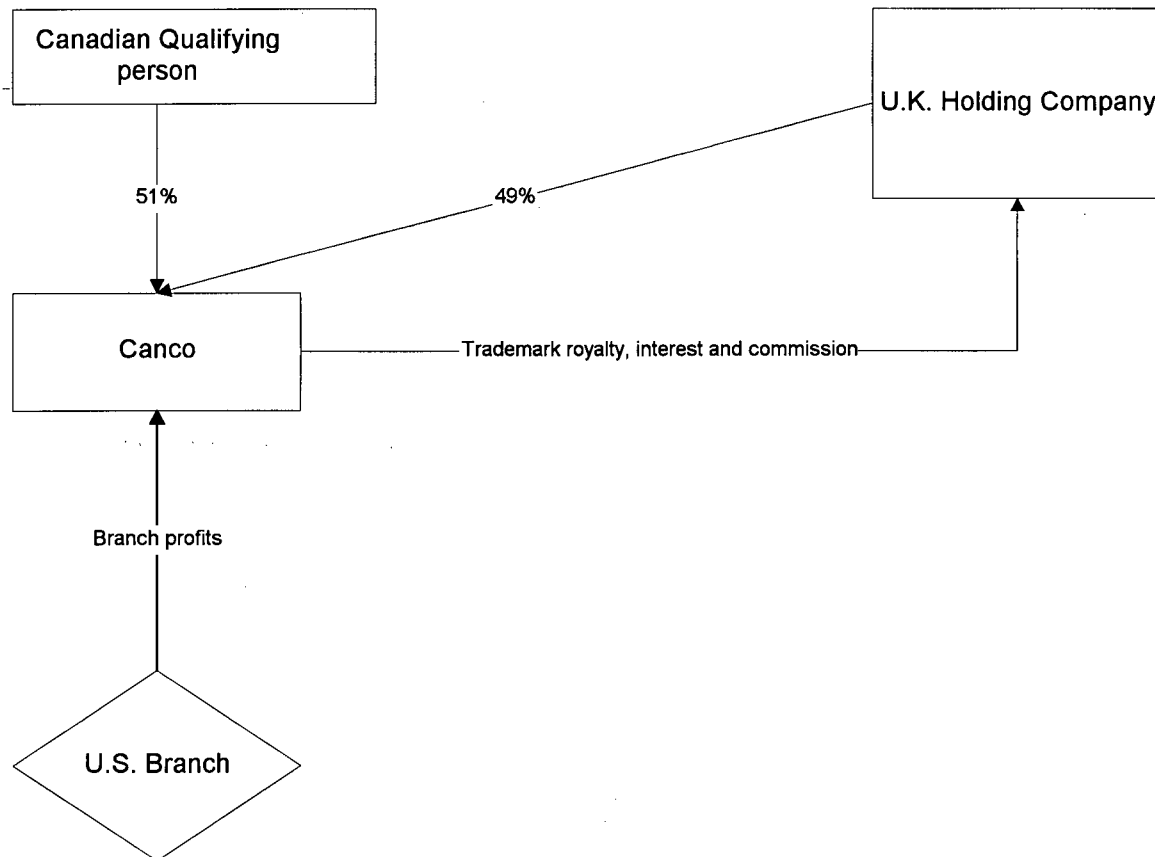 Canadian Qualifying
person
U.K. Holding Company
51%
49%
Canco
Trademark royalty, interest and commission
Branch profits
U.S. Branch